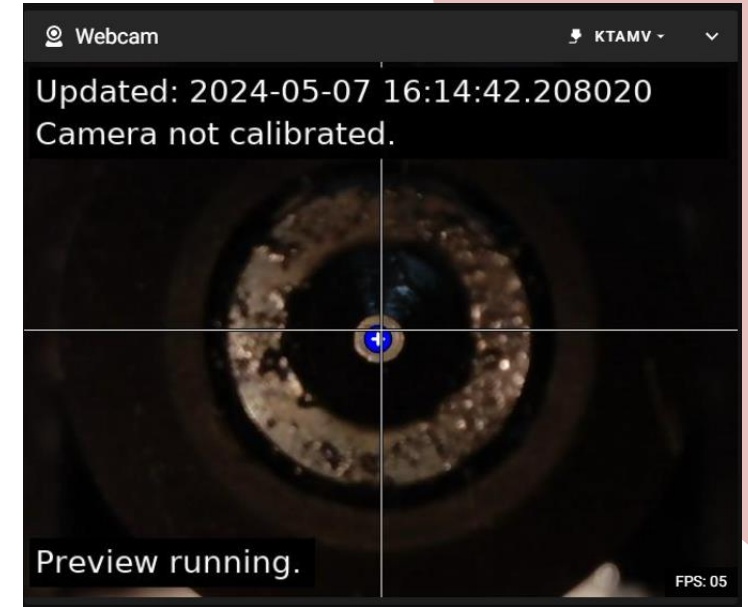 Webcam
KTAMV
Updated: 2024-05-07 16:14:42.208020
Camera not calibrated.
Preview running.
FPS: 05